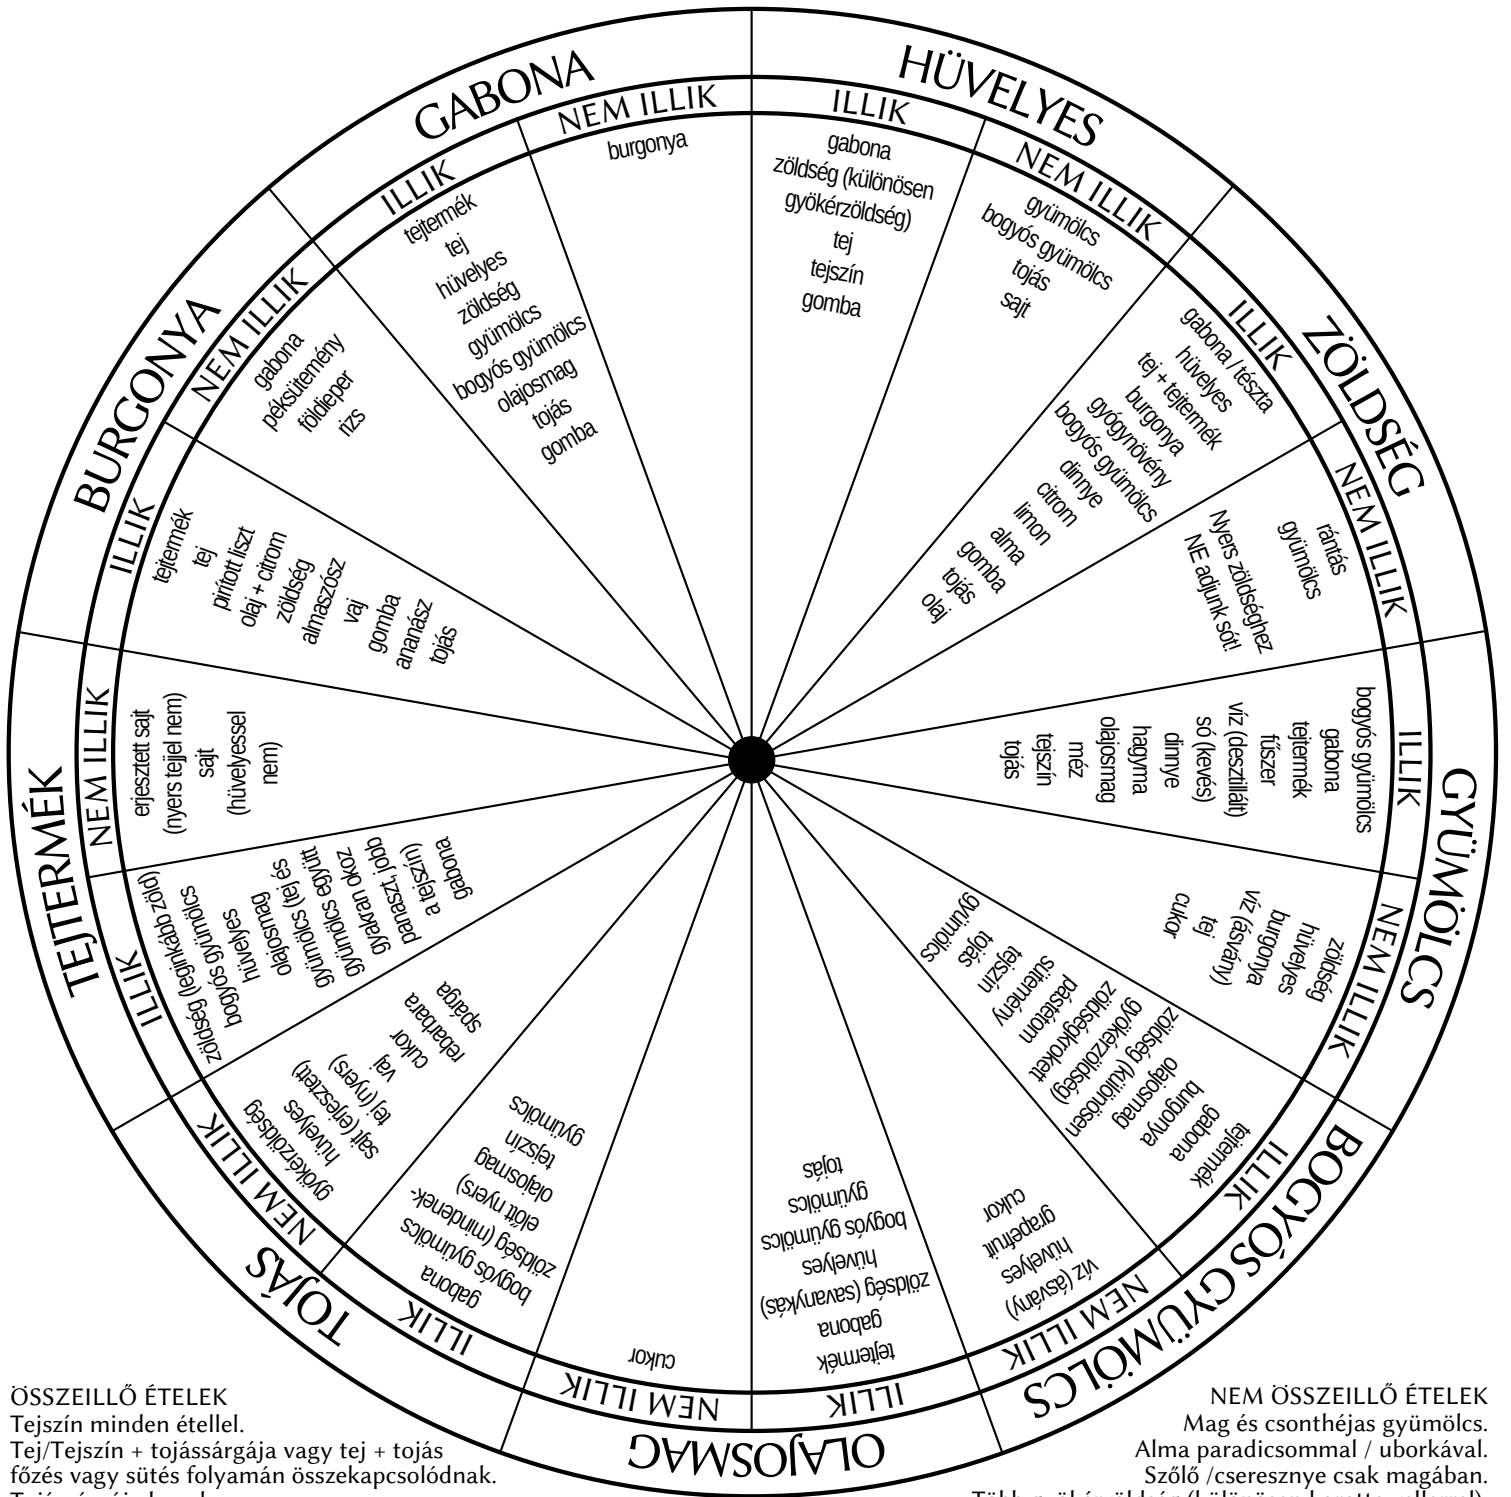 GABONA
NEM ILLIK
burgonya
ILLIK
tejtermék
tej
hüvelyes
zöldség
gyümölcs
bogyós gyümölcs
olajosmag
tojás
gomba
HÜVELYES
ILLIK
gabona
zöldség (különösen
gyökérzöldség)
tej
tejszín
gomba
NEM ILLIK
gyümölcs
bogyós gyümölcs
tojás
sajt
ZÖLDSÉG
ILLIK
gabona / tészta
hüvelyes
tej + tejtermék
burgonya
gyógynövény
bogyós gyümölcs
dinnye
citrom
limon
alma
gomba
tojás
olaj
NEM ILLIK
rántás
gyümölcs
Nyers zöldséghez
NE adjunk sót!
GYÜMÖLCS
ILLIK
bogyós gyümölcs
gabona
tejtermék
fűszer
víz (desztillált)
só (kevés)
dinnye
hagyma
olajosmag
méz
tejszín
tojás
NEM ILLIK
zöldség
hüvelyes
burgonya
víz (ásvány)
tej
cukor
BOGYÓS GYÜMÖLCS
ILLIK
tejtermék
gabona
burgonya
olajosmag
zöldség (különösen
gyökérzöldség)
zöldségkrokett
pástétom
sütemény
tejszín
tojás
gyümölcs
NEM ILLIK
víz (ásvány)
hüvelyes
grapefruit
cukor
OLAJOSMAG
ILLIK
tejtermék
gabona
zöldség (savanykás)
hüvelyes
bogyós gyümölcs
gyümölcs
tojás
NEM ILLIK
cukor
TOJÁS
ILLIK
gabona
bogyós gyümölcs
zöldség (mindenek-
előtt nyers)
olajosmag
tejszín
gyümölcs
NEM ILLIK
gyökérzöldség
hüvelyes
sajt (erjesztett)
tej (nyers)
vaj
cukor
rebarbara
spárga
TEJTERMÉK
ILLIK
zöldség (leginkább zöld)
bogyós gyümölcs
hüvelyes
olajosmag
gyümölcs (tej és
gyümölcs együtt
gyakran okoz
panaszt, jobb
a tejszín)
gabona
NEM ILLIK
erjesztett sajt
(nyers tejjel nem)
sajt
(hüvelyessel
nem)
BURGONYA
ILLIK
tejtermék
tej
pirított liszt
olaj + citrom
zöldség
almaszósz
vaj
gomba
ananász
tojás
NEM ILLIK
gabona
péksütemény
földieper
rizs
ÖSSZEILLŐ ÉTELEK
Tejszín minden étellel.
Tej/Tejszín + tojássárgája vagy tej + tojás
főzés vagy sütés folyamán összekapcsolódnak.
NEM ÖSSZEILLŐ ÉTELEK
Mag és csonthéjas gyümölcs.
Alma paradicsommal / uborkával.
Szőlő /cseresznye csak magában.